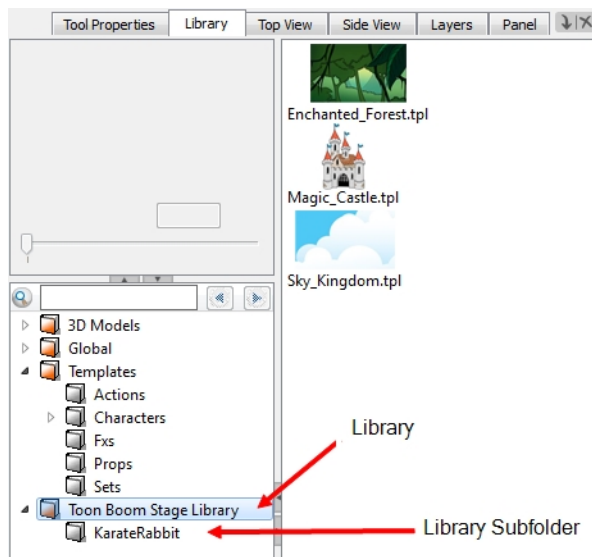 Tool Properties Library Top View Side View Layers Panel
Enchanted_Forest.tpl
Magic_Castle.tpl
Sky_Kingdom.tpl
3D Models
Global
Templates
Actions
Characters
Fxs
Props
Sets
Toon Boom Stage Library
KarateRabbit
Library
Library Subfolder